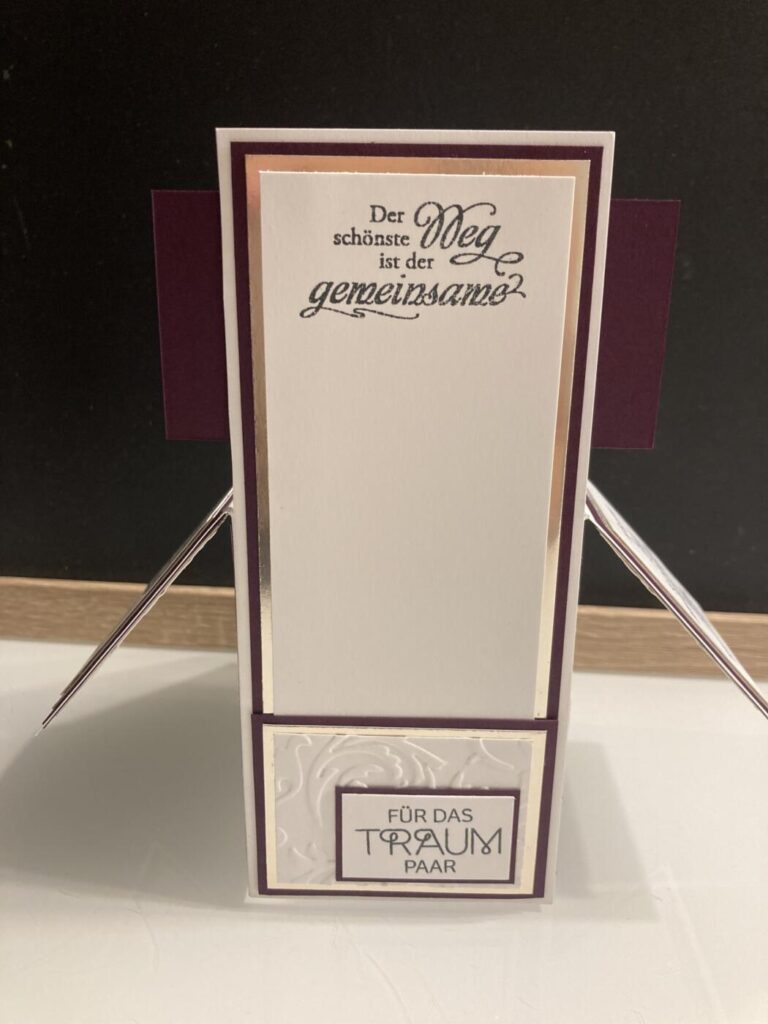 Der
schönste Weg
ist der
gemeinsame
FÜR DAS
TRAUM
PAAR